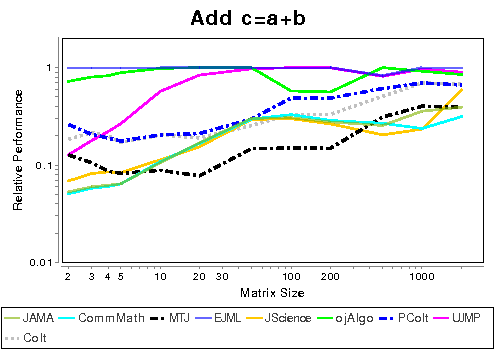 Add c=a+b
Relative Performance
1
0.1
0.01
2 3 4 5 10 20 30 100 200 1000
Matrix Size
JAMA CommMath MTJ EJML JScience ojAlgo PColt UJMP
Colt